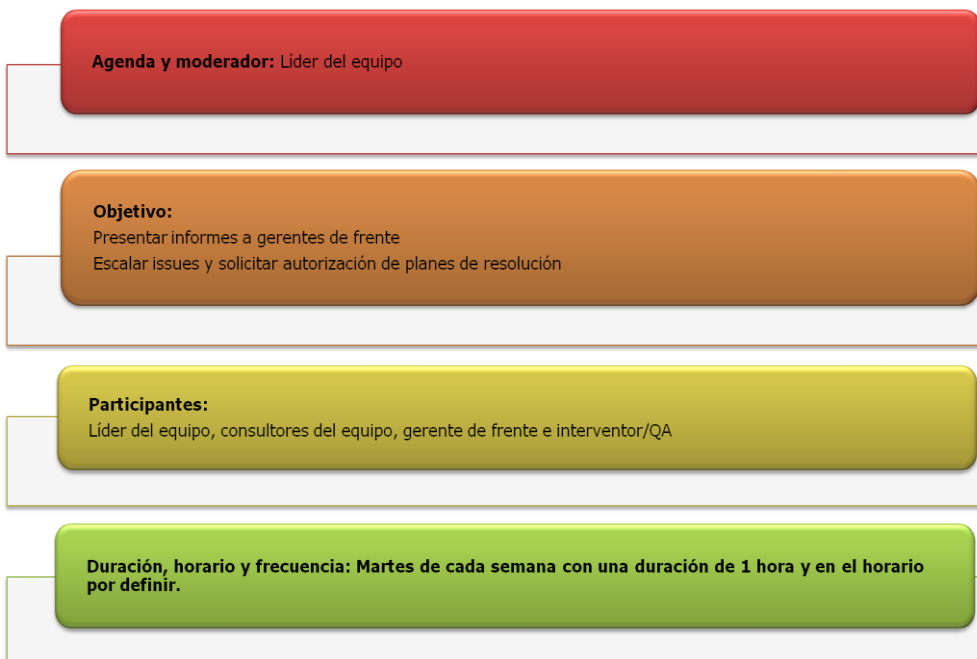 Agenda y moderador: Líder del equipo
Objetivo:
Presentar informes a gerentes de frente
Escalar issues y solicitar autorización de planes de resolución
Participantes:
Líder del equipo, consultores del equipo, gerente de frente e interventor/QA
Duración, horario y frecuencia: Martes de cada semana con una duración de 1 hora y en el horario
por definir.